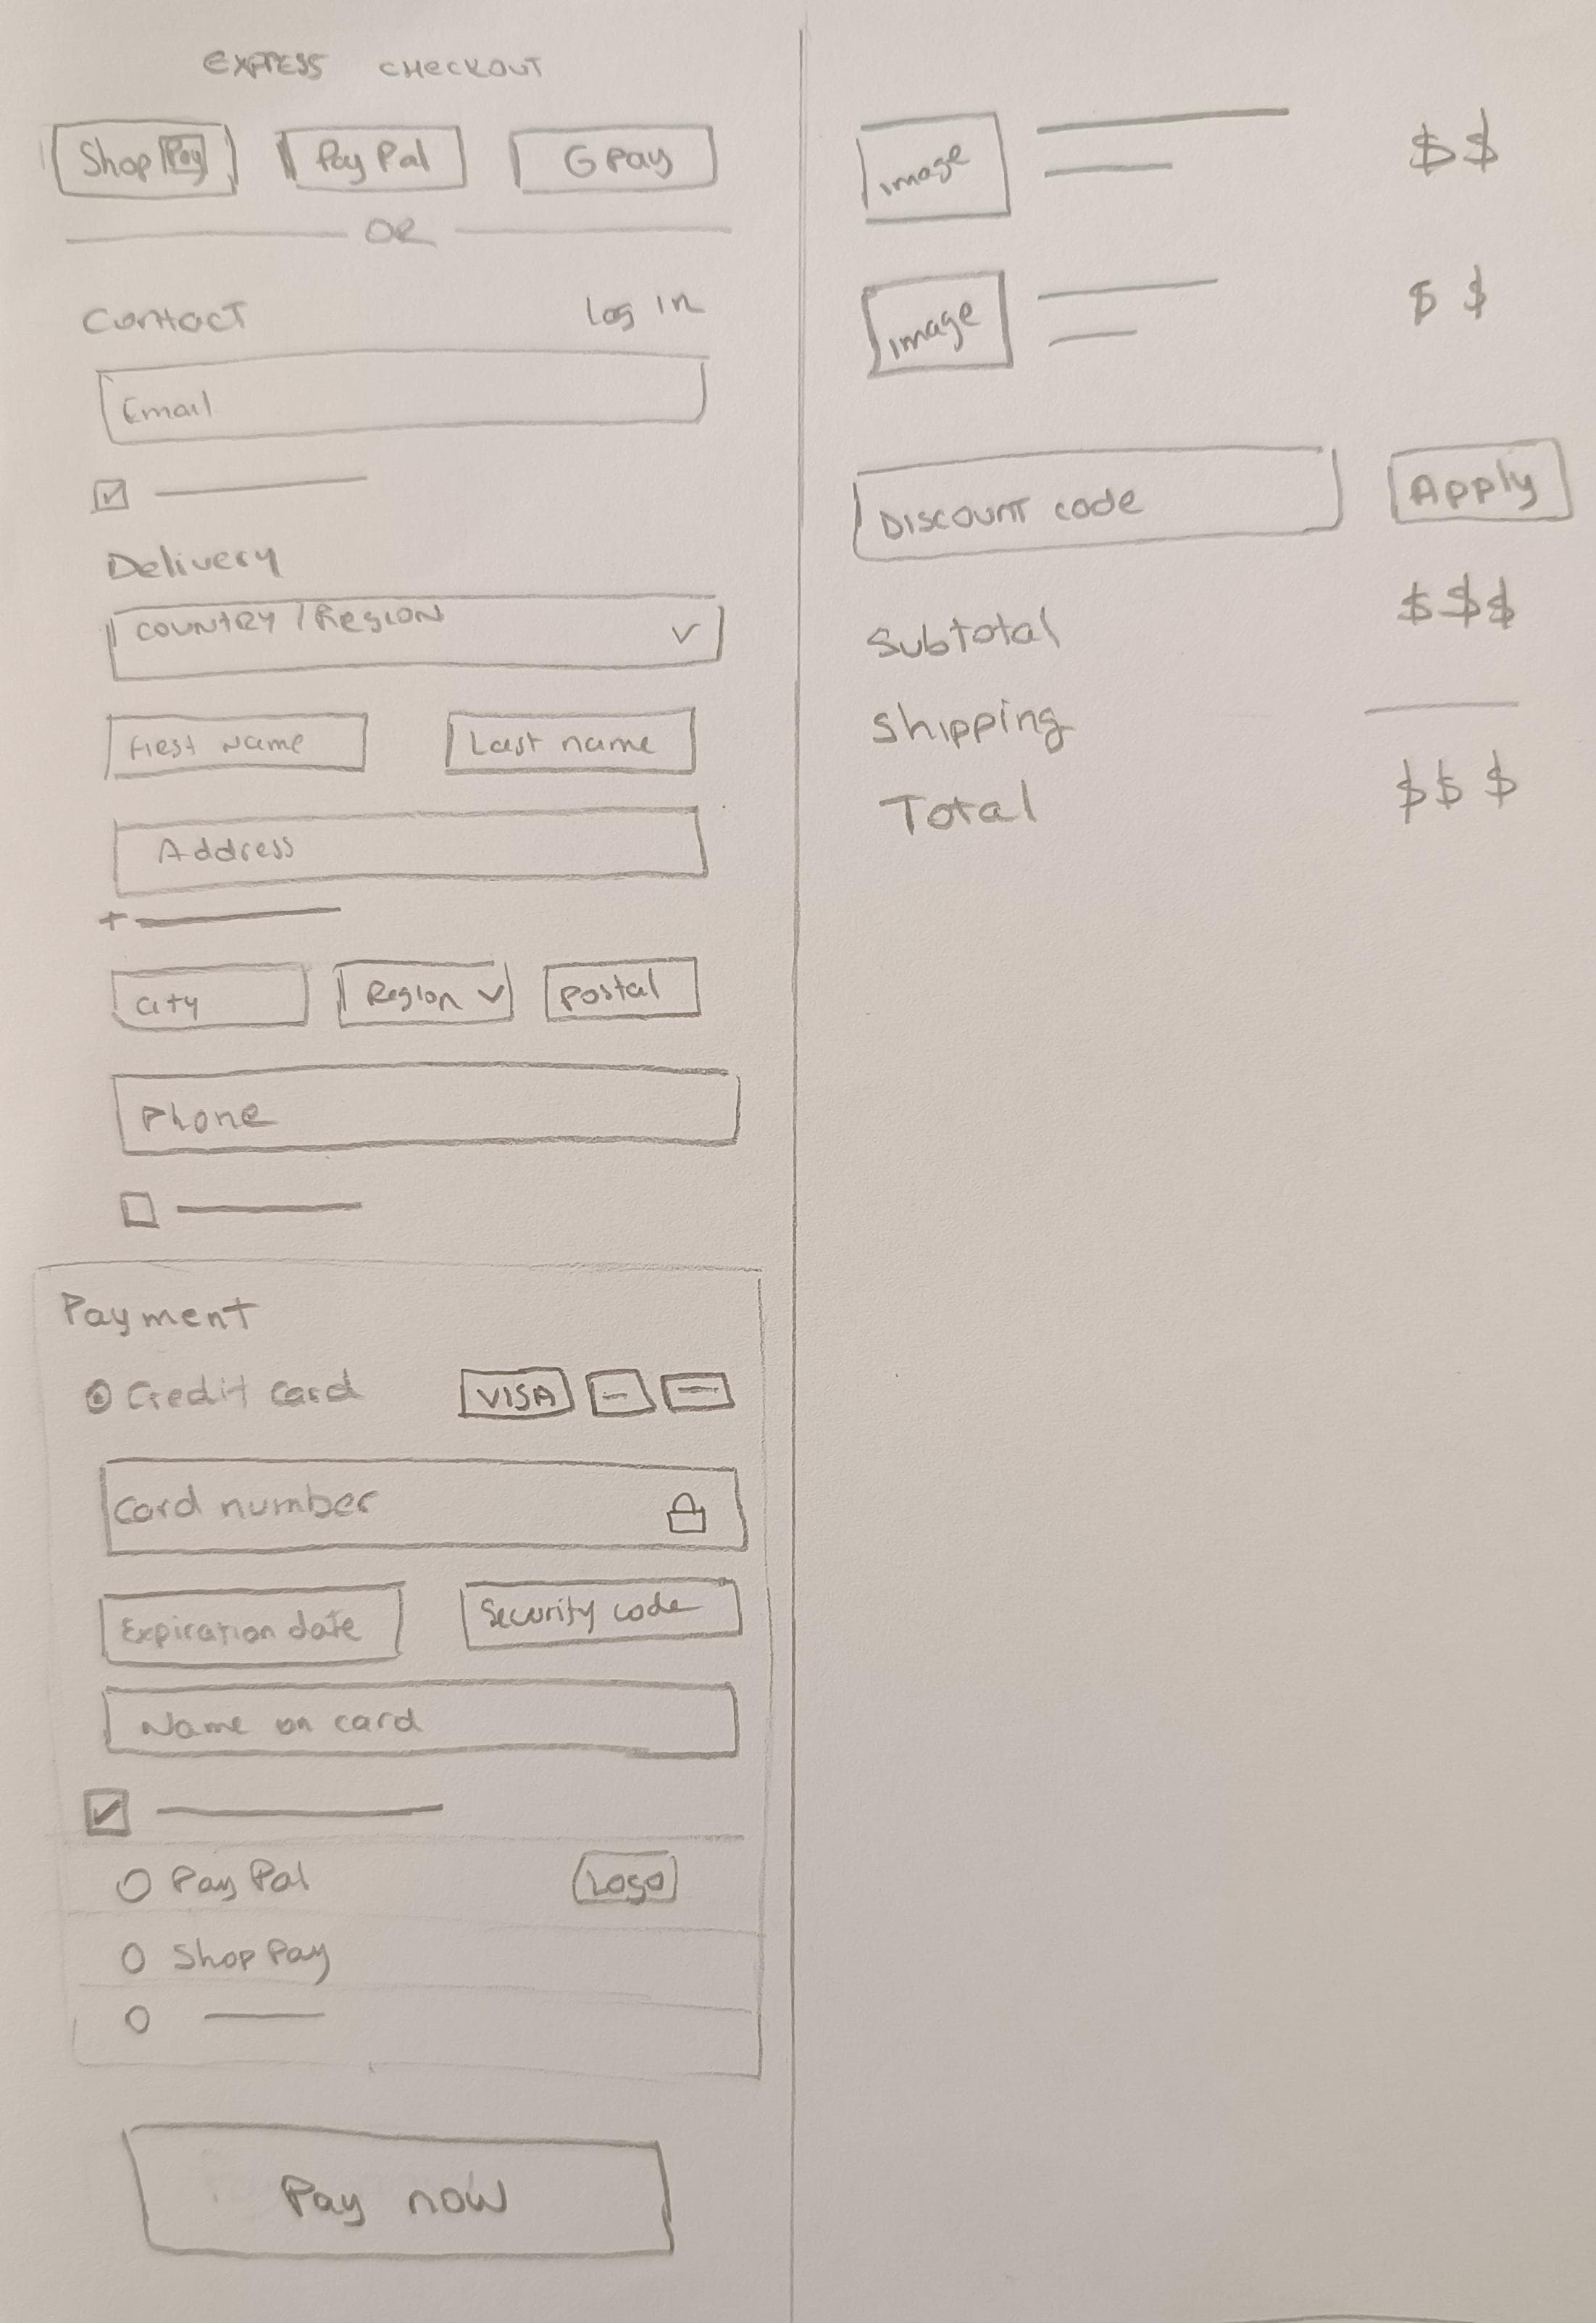 EXPRESS CHECKOUT
Shop Pay
PayPal
G Pay
OR
Contact
Log in
Email
Delivery
COUNTRY / REGION
First Name
Last name
Address
City
Region
Postal
Phone
Payment
Credit card
VISA
Card number
Expiration date
Security code
Name on card
PayPal
Logo
Shop Pay
Pay now
image
$$
image
$ $
DISCOUNT code
Apply
Subtotal
$$$
Shipping
Total
$$$